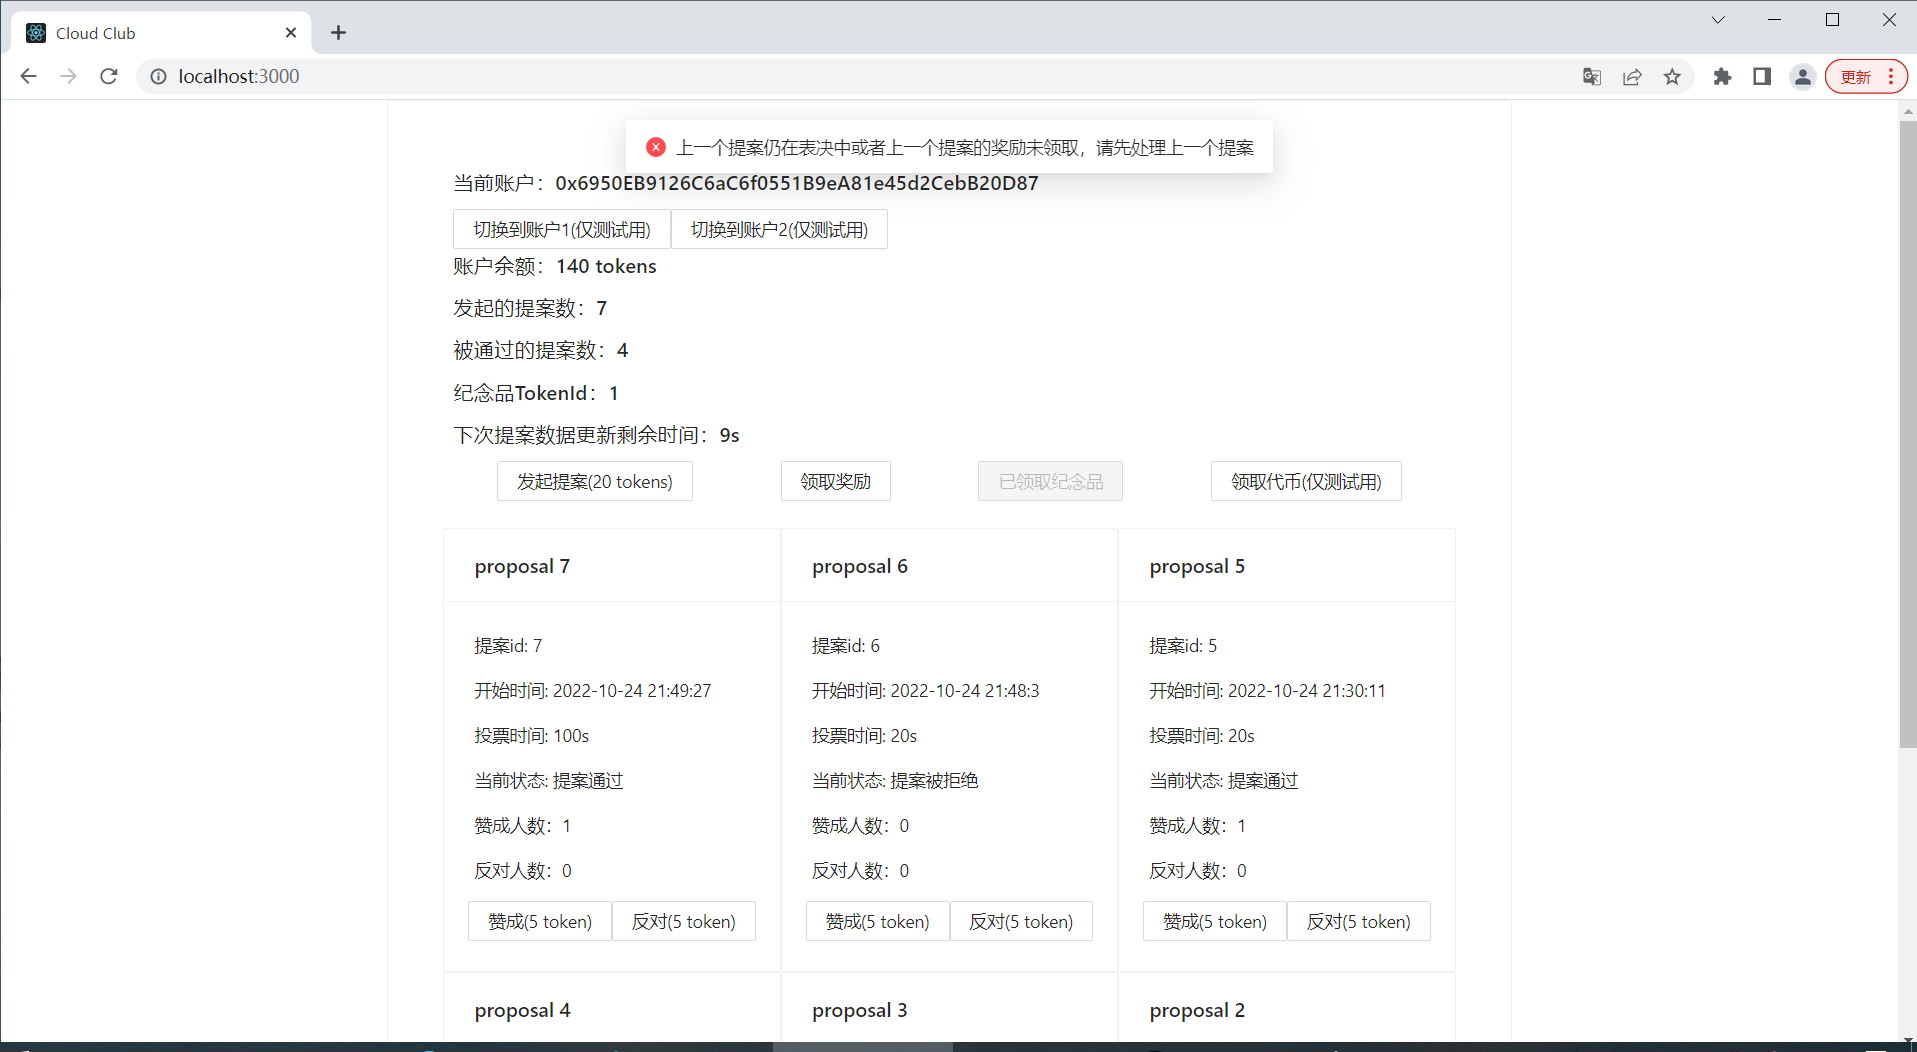 Cloud Club
localhost:3000
更新
上一个提案仍在表决中或者上一个提案的奖励未领取，请先处理上一个提案
当前账户：0x6950EB9126C6aC6f0551B9eA81e45d2CebB20D87
切换到账户1(仅测试用) 切换到账户2(仅测试用)
账户余额：140 tokens
发起的提案数：7
被通过的提案数：4
纪念品TokenId：1
下次提案数据更新剩余时间：9s
发起提案(20 tokens) 领取奖励 已领取纪念品 领取代币(仅测试用)
proposal 7
提案id: 7
开始时间: 2022-10-24 21:49:27
投票时间: 100s
当前状态: 提案通过
赞成人数：1
反对人数：0
赞成(5 token) 反对(5 token)
proposal 6
提案id: 6
开始时间: 2022-10-24 21:48:3
投票时间: 20s
当前状态: 提案被拒绝
赞成人数：0
反对人数：0
赞成(5 token) 反对(5 token)
proposal 5
提案id: 5
开始时间: 2022-10-24 21:30:11
投票时间: 20s
当前状态: 提案通过
赞成人数：1
反对人数：0
赞成(5 token) 反对(5 token)
proposal 4
proposal 3
proposal 2